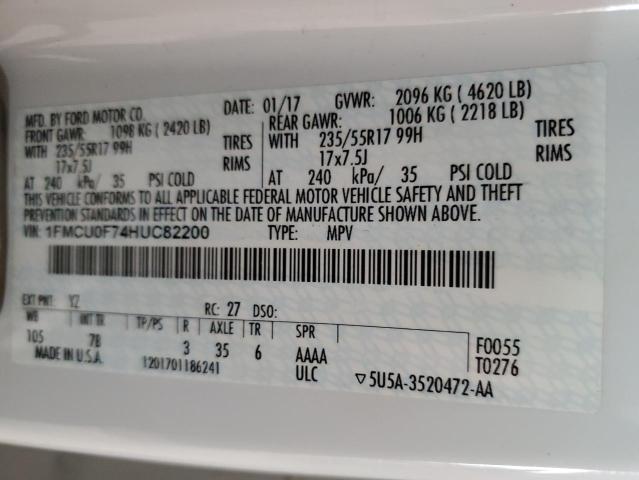 MFD. BY FORD MOTOR CO.
DATE: 01/17 GVWR: 2096 KG ( 4620 LB)
FRONT GAWR: 1098 KG ( 2420 LB)
WITH 235/55R17 99H TIRES
17x7.5J RIMS
AT 240 kPa/ 35 PSI COLD
REAR GAWR: 1006 KG ( 2218 LB)
WITH 235/55R17 99H TIRES
17x7.5J RIMS
AT 240 kPa/ 35 PSI COLD
THIS VEHICLE CONFORMS TO ALL APPLICABLE FEDERAL MOTOR VEHICLE SAFETY AND THEFT
PREVENTION STANDARDS IN EFFECT ON THE DATE OF MANUFACTURE SHOWN ABOVE.
VIN: 1FMCU0F74HUC82200 TYPE: MPV
EXT PNT: YZ RC: 27 DSO:
WB INT TR TP/PS R AXLE TR SPR
105 7B 3 35 6 AAAA F0055
MADE IN U.S.A. 1201701186241 ULC T0276
▽5U5A-3520472-AA